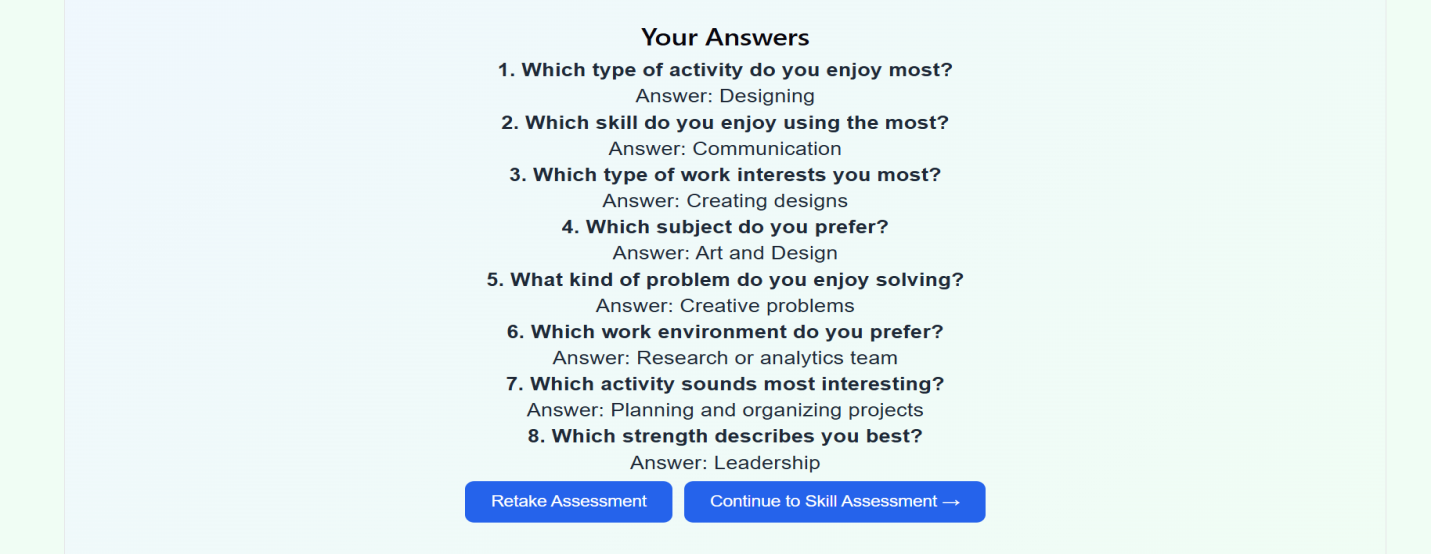 Your Answers
1. Which type of activity do you enjoy most?
Answer: Designing
2. Which skill do you enjoy using the most?
Answer: Communication
3. Which type of work interests you most?
Answer: Creating designs
4. Which subject do you prefer?
Answer: Art and Design
5. What kind of problem do you enjoy solving?
Answer: Creative problems
6. Which work environment do you prefer?
Answer: Research or analytics team
7. Which activity sounds most interesting?
Answer: Planning and organizing projects
8. Which strength describes you best?
Answer: Leadership
Retake Assessment
Continue to Skill Assessment →